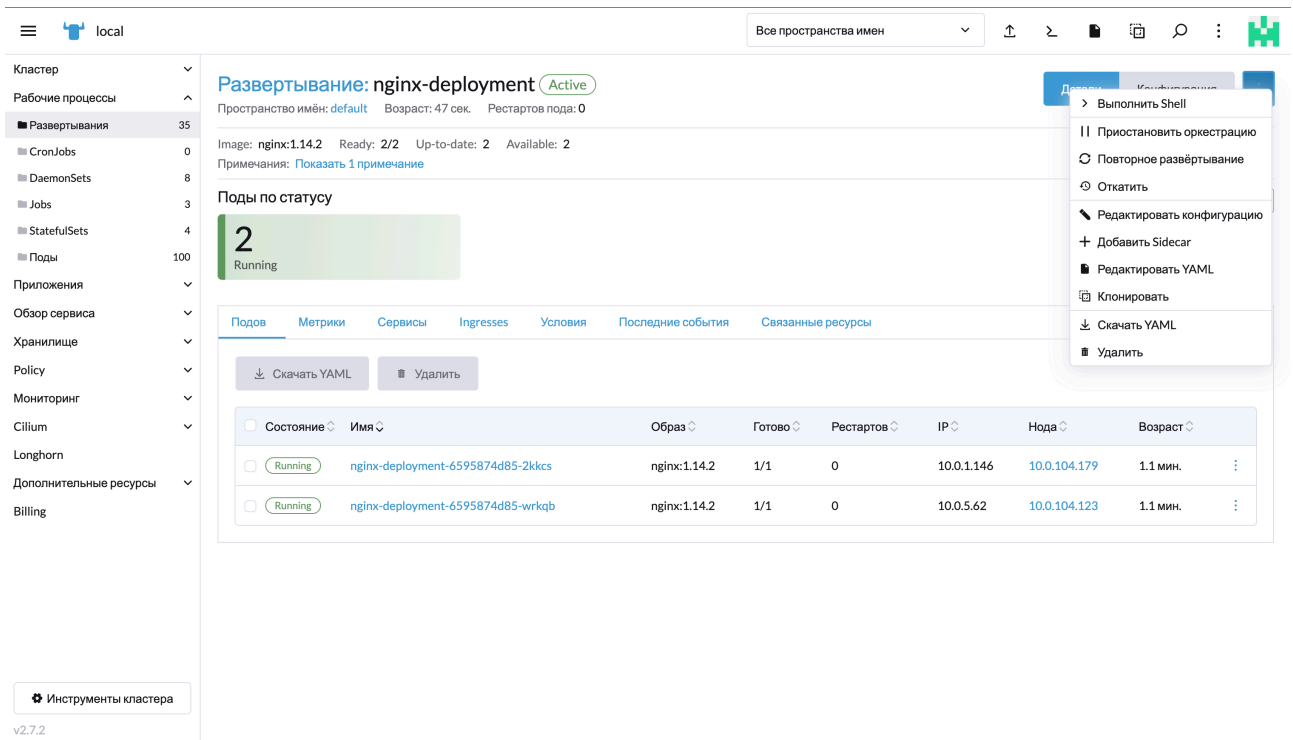 local
Все пространства имен
Кластер
Рабочие процессы
Развертывания 35
CronJobs 0
DaemonSets 8
Jobs 3
StatefulSets 4
Поды 100
Приложения
Обзор сервиса
Хранилище
Policy
Мониторинг
Cilium
Longhorn
Дополнительные ресурсы
Billing
Инструменты кластера
v2.7.2
Развертывание: nginx-deployment Active
Пространство имён: default Возраст: 47 сек. Рестартов пода: 0
Image: nginx:1.14.2 Ready: 2/2 Up-to-date: 2 Available: 2
Примечания: Показать 1 примечание
Поды по статусу
2
Running
Детали Конфигурация
Выполнить Shell
Приостановить оркестрацию
Повторное развёртывание
Откатить
Редактировать конфигурацию
Добавить Sidecar
Редактировать YAML
Клонировать
Скачать YAML
Удалить
Подов Метрики Сервисы Ingresses Условия Последние события Связанные ресурсы
Скачать YAML Удалить
Состояние Имя Образ Готово Рестартов IP Нода Возраст
Running nginx-deployment-6595874d85-2kkcs nginx:1.14.2 1/1 0 10.0.1.146 10.0.104.179 1.1 мин.
Running nginx-deployment-6595874d85-wrkqb nginx:1.14.2 1/1 0 10.0.5.62 10.0.104.123 1.1 мин.